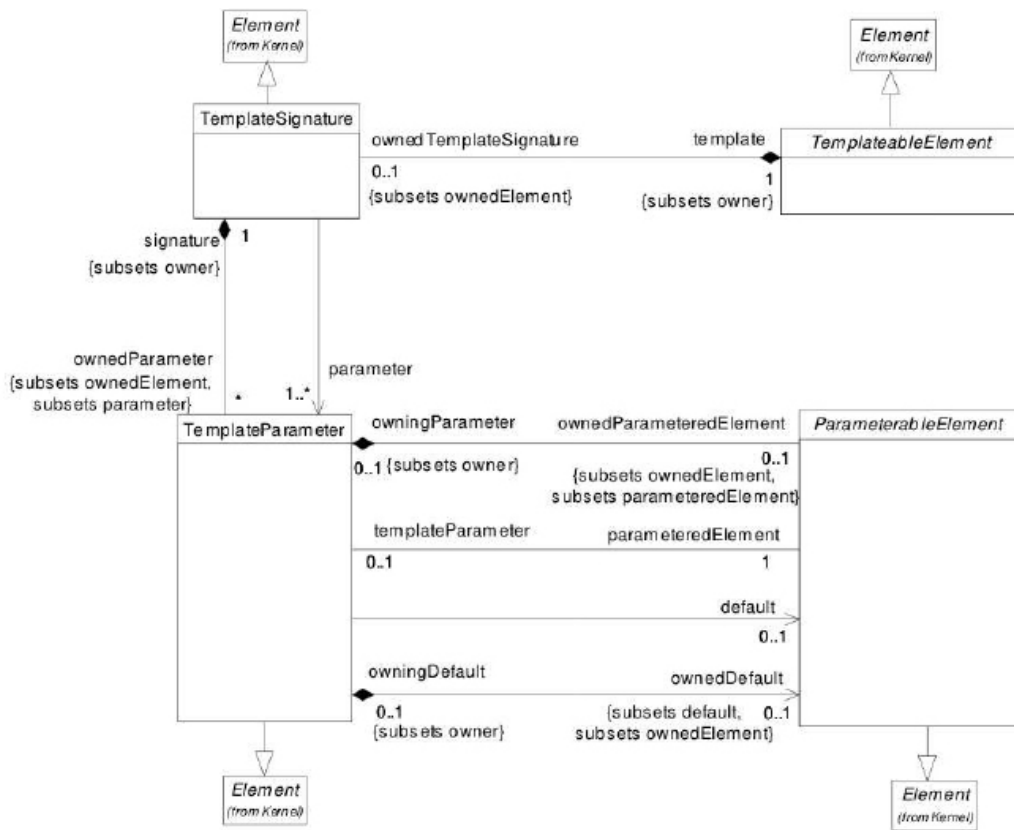 Element
(from Kernel)
Element
(from Kernel)
TemplateSignature
TemplateableElement
ownedTemplateSignature
template
0..1
{subsets ownedElement}
1
{subsets owner}
signature
1
{subsets owner}
ownedParameter
{subsets ownedElement,
subsets parameter}
*
parameter
1..*
TemplateParameter
ParameterableElement
owningParameter
ownedParameteredElement
0..1
{subsets owner}
0..1
{subsets ownedElement,
subsets parameteredElement}
templateParameter
parameteredElement
0..1
1
default
0..1
owningDefault
ownedDefault
0..1
{subsets owner}
{subsets default,
subsets ownedElement}
0..1
Element
(from Kernel)
Element
(from Kernel)